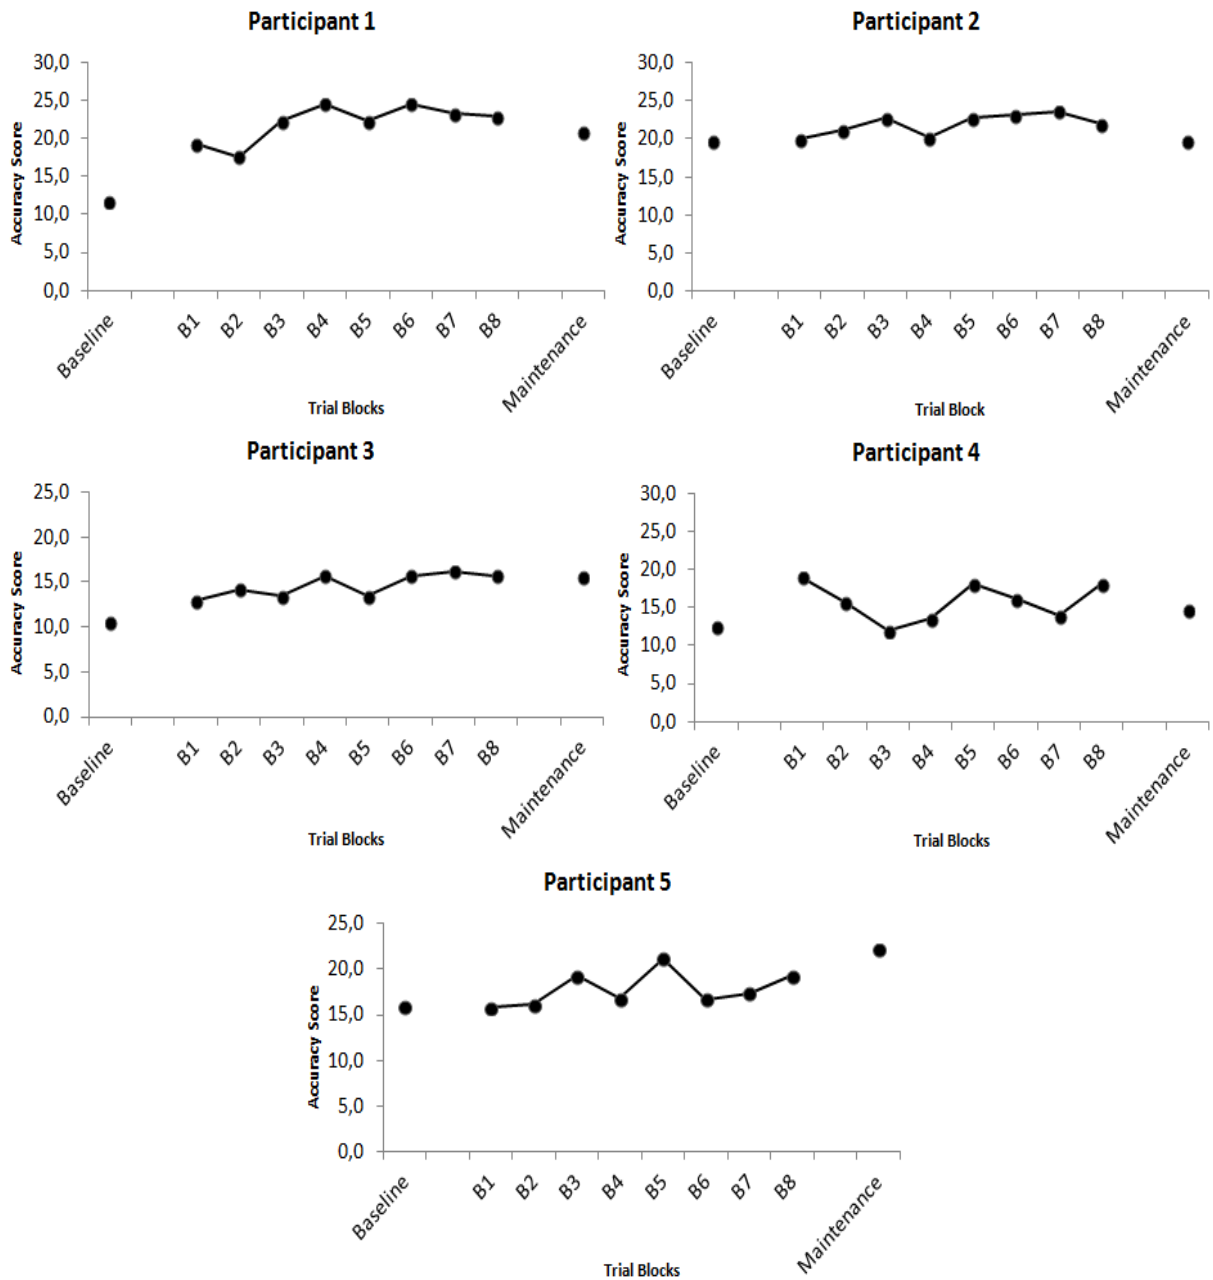 Participant 1
30,0
25,0
20,0
15,0
10,0
5,0
0,0
Accuracy Score
Baseline
B1
B2
B3
B4
B5
B6
B7
B8
Maintenance
Trial Blocks
Participant 2
30,0
25,0
20,0
15,0
10,0
5,0
0,0
Accuracy Score
Baseline
B1
B2
B3
B4
B5
B6
B7
B8
Maintenance
Trial Block
Participant 3
25,0
20,0
15,0
10,0
5,0
0,0
Accuracy Score
Baseline
B1
B2
B3
B4
B5
B6
B7
B8
Maintenance
Trial Blocks
Participant 4
30,0
25,0
20,0
15,0
10,0
5,0
0,0
Accuracy Score
Baseline
B1
B2
B3
B4
B5
B6
B7
B8
Maintenance
Trial Blocks
Participant 5
25,0
20,0
15,0
10,0
5,0
0,0
Accuracy Score
Baseline
B1
B2
B3
B4
B5
B6
B7
B8
Maintenance
Trial Blocks